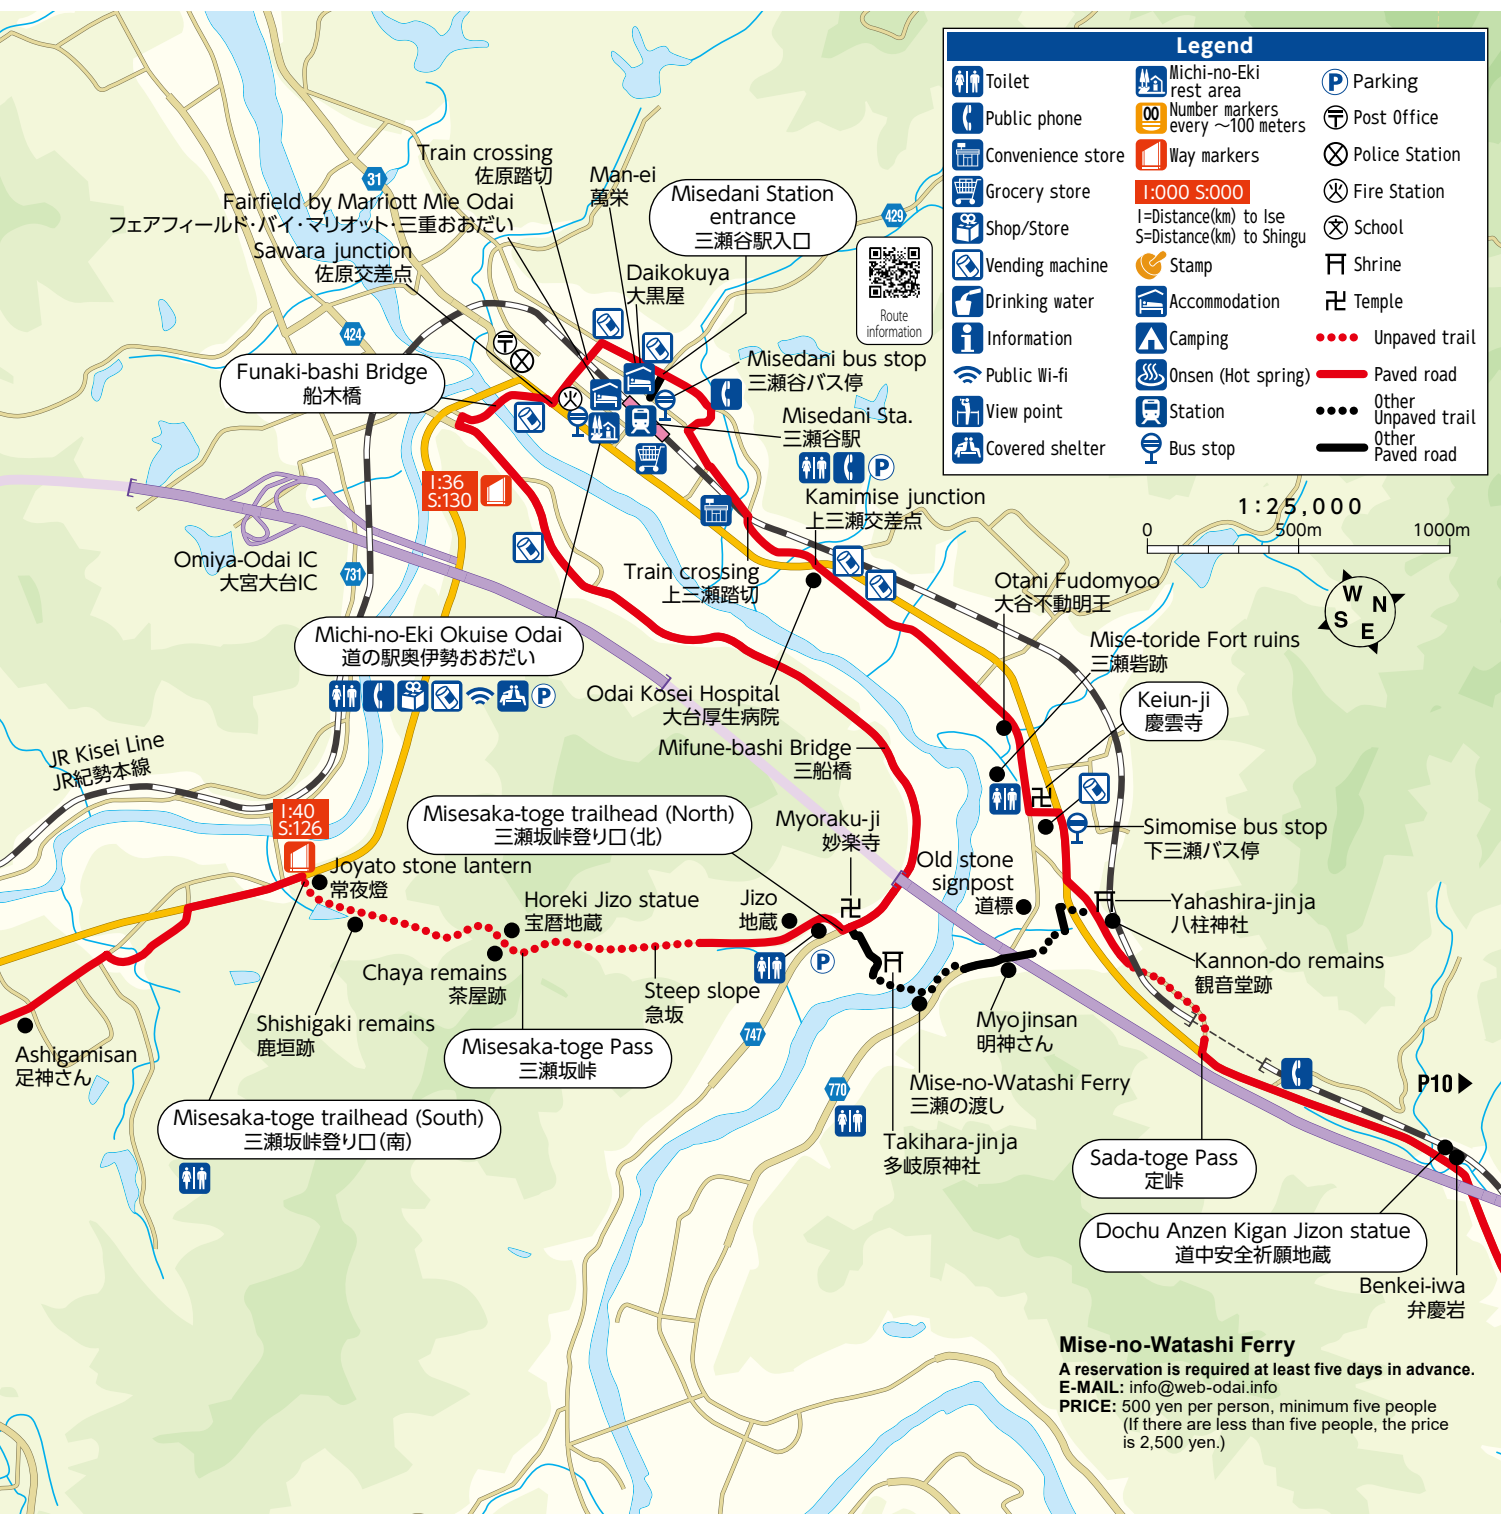 Legend
Toilet
Public phone
Convenience store
Grocery store
Shop/Store
Vending machine
Drinking water
Information
Public Wi-fi
View point
Covered shelter
Michi-no-Eki
rest area
00
Number markers
every ～100 meters
Way markers
I:000 S:000
I=Distance(km) to Ise
S=Distance(km) to Shingu
Stamp
Accommodation
Camping
Onsen (Hot spring)
Station
Bus stop
P Parking
Post Office
Police Station
Fire Station
School
Shrine
Temple
Unpaved trail
Paved road
Other
Unpaved trail
Other
Paved road
1:25,000
0 500m 1000m
W N
S E
31
Train crossing
佐原踏切
Man-ei
萬栄
Misedani Station
entrance
三瀬谷駅入口
429
Fairfield by Marriott Mie Odai
フェアフィールド・バイ・マリオット・三重おおだい
Sawara junction
佐原交差点
Daikokuya
大黒屋
Route
information
424
Funaki-bashi Bridge
船木橋
Misedani bus stop
三瀬谷バス停
Misedani Sta.
三瀬谷駅
P
I:36
S:130
Kamimise junction
上三瀬交差点
Omiya-Odai IC
大宮大台IC
731
Train crossing
上三瀬踏切
Otani Fudomyoo
大谷不動明王
Mise-toride Fort ruins
三瀬砦跡
Michi-no-Eki Okuise Odai
道の駅奥伊勢おおだい
P
Odai Kosei Hospital
大台厚生病院
Keiun-ji
慶雲寺
Mifune-bashi Bridge
三船橋
JR Kisei Line
JR紀勢本線
I:40
S:126
Misesaka-toge trailhead (North)
三瀬坂峠登り口（北）
Myoraku-ji
妙楽寺
Simomise bus stop
下三瀬バス停
Old stone
signpost
道標
Joyato stone lantern
常夜燈
Horeki Jizo statue
宝暦地蔵
Jizo
地蔵
Yahashira-jinja
八柱神社
Chaya remains
茶屋跡
P
Steep slope
急坂
Kannon-do remains
観音堂跡
Shishigaki remains
鹿垣跡
Misesaka-toge Pass
三瀬坂峠
747
Myojinsan
明神さん
Ashigamisan
足神さん
770
Mise-no-Watashi Ferry
三瀬の渡し
P10
Misesaka-toge trailhead (South)
三瀬坂峠登り口（南）
Takihara-jinja
多岐原神社
Sada-toge Pass
定峠
Dochu Anzen Kigan Jizon statue
道中安全祈願地蔵
Benkei-iwa
弁慶岩
Mise-no-Watashi Ferry
A reservation is required at least five days in advance.
E-MAIL: info@web-odai.info
PRICE: 500 yen per person, minimum five people
(If there are less than five people, the price
is 2,500 yen.)